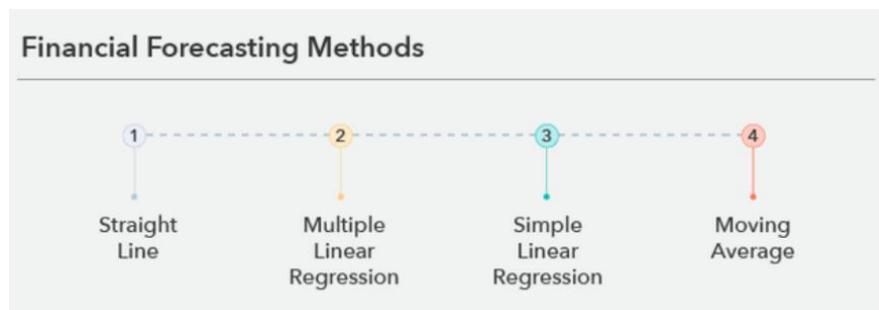 Financial Forecasting Methods
1
2
3
4
Straight
Line
Multiple
Linear
Regression
Simple
Linear
Regression
Moving
Average